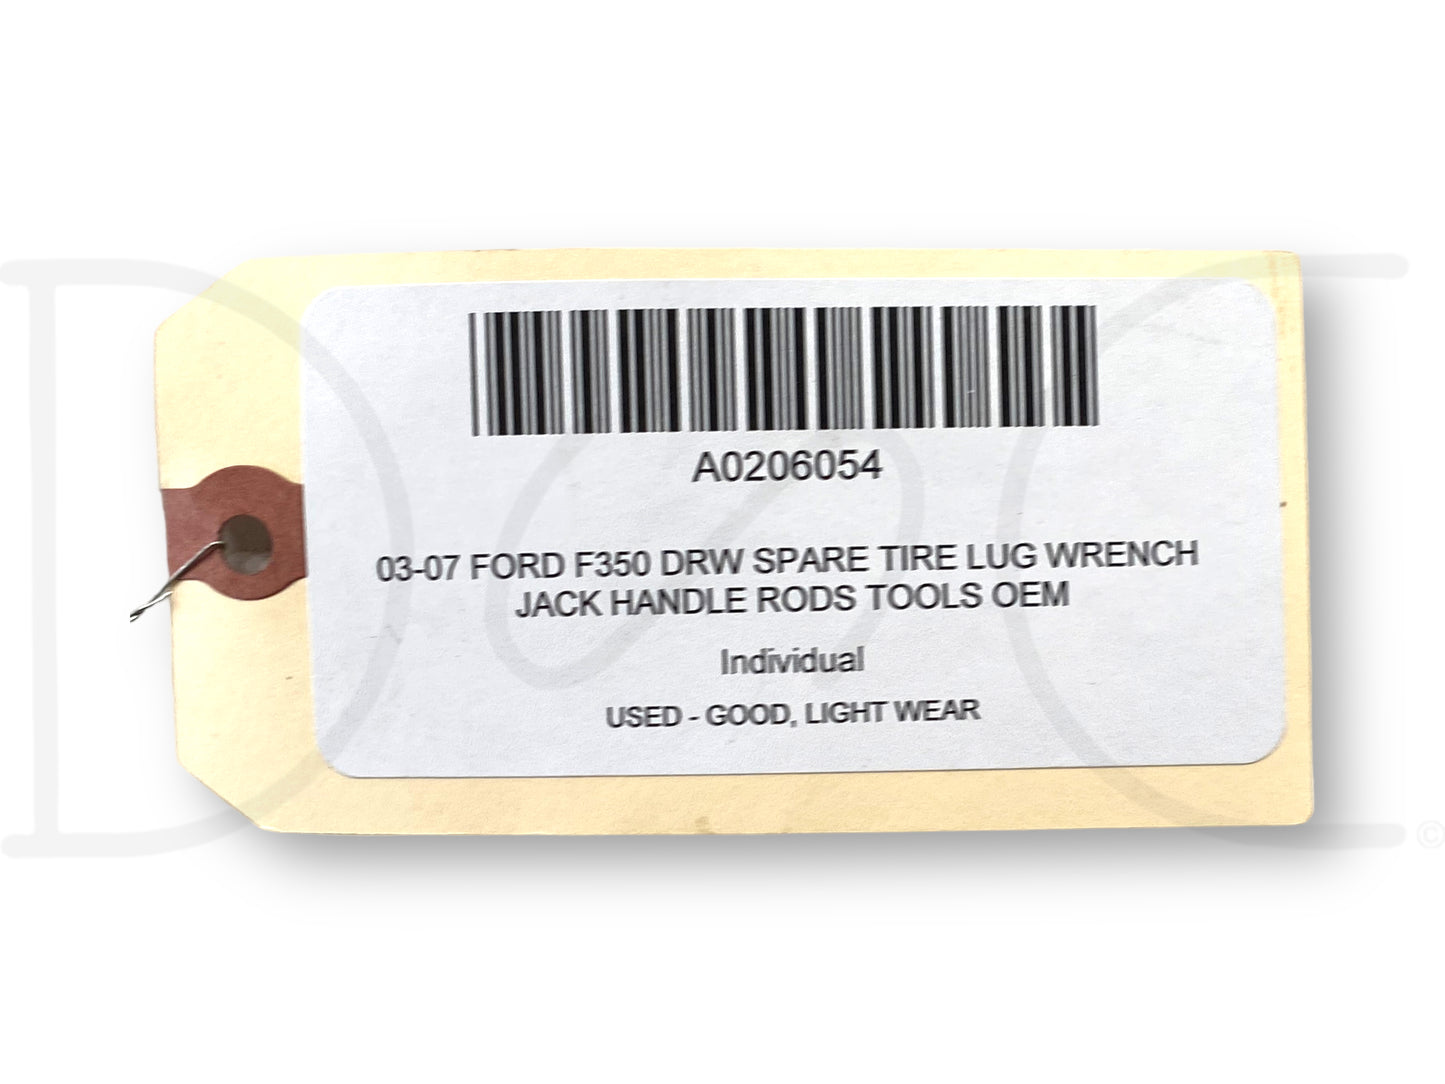 A0206054
03-07 FORD F350 DRW SPARE TIRE LUG WRENCH
JACK HANDLE RODS TOOLS OEM
Individual
USED - GOOD, LIGHT WEAR
©